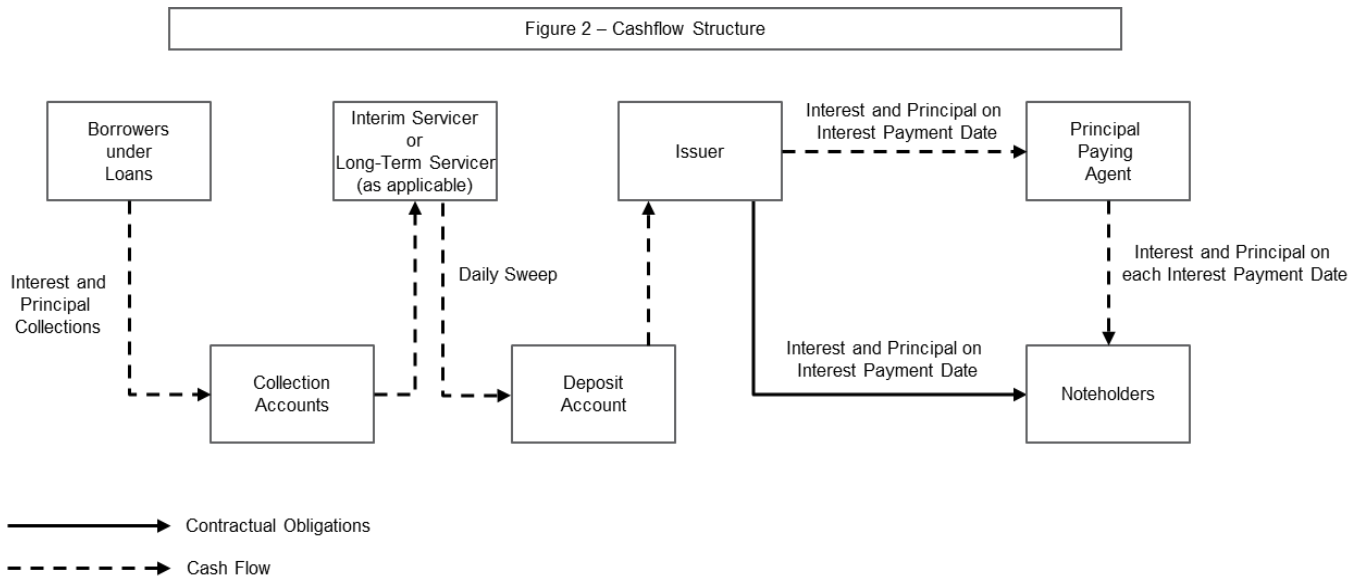 Figure 2 – Cashflow Structure
Borrowers
under
Loans
Interim Servicer
or
Long-Term Servicer
(as applicable)
Issuer
Interest and Principal on
Interest Payment Date
Principal
Paying
Agent
Interest and
Principal
Collections
Daily Sweep
Interest and Principal on
each Interest Payment Date
Collection
Accounts
Deposit
Account
Interest and Principal on
Interest Payment Date
Noteholders
Contractual Obligations
Cash Flow